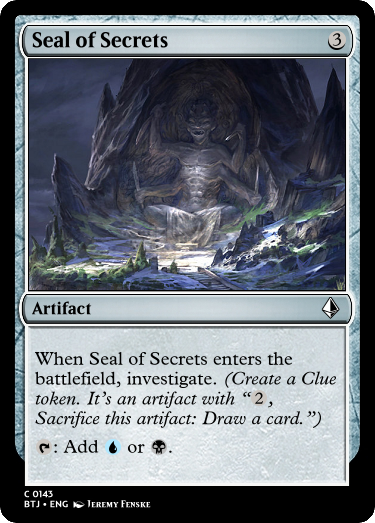 Seal of Secrets 3
Artifact
When Seal of Secrets enters the
battlefield, investigate. (Create a Clue
token. It's an artifact with “2,
Sacrifice this artifact: Draw a card.”)
: Add or .
C 0143
BTJ • ENG Jeremy Fenske